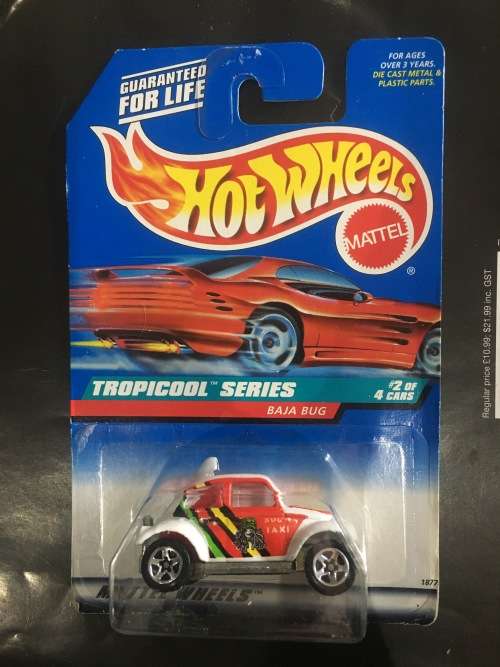 GUARANTEED
FOR LIFE
FOR AGES
OVER 3 YEARS.
DIE CAST METAL &
PLASTIC PARTS.
HOT WHEELS
MATTEL
®
TROPICOOL™ SERIES
#2 OF
4 CARS
BAJA BUG
TAXI
WHEELS™
1877
Regular price £10.99; $21.99 inc. GST